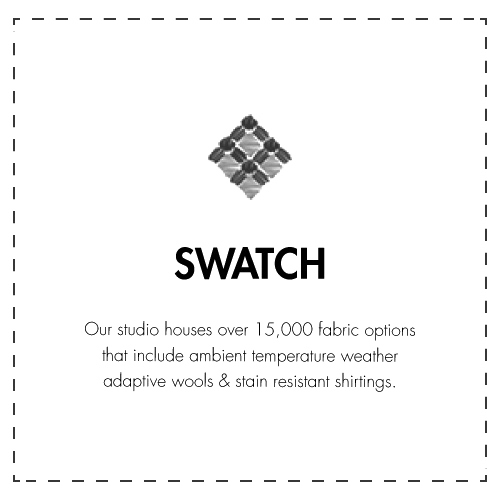 SWATCH
Our studio houses over 15,000 fabric options
that include ambient temperature weather
adaptive wools & stain resistant shirtings.